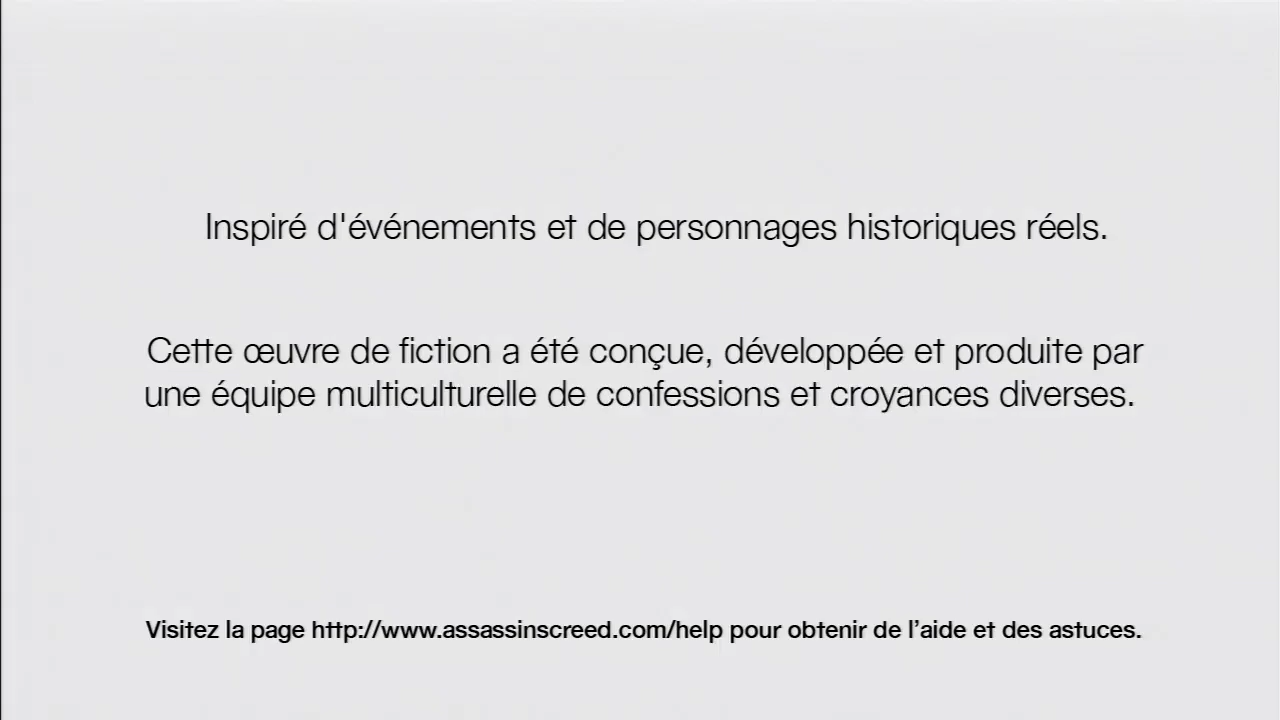 Inspiré d'événements et de personnages historiques réels.
Cette œuvre de fiction a été conçue, développée et produite par
une équipe multiculturelle de confessions et croyances diverses.
Visitez la page http://www.assassinscreed.com/help pour obtenir de l’aide et des astuces.